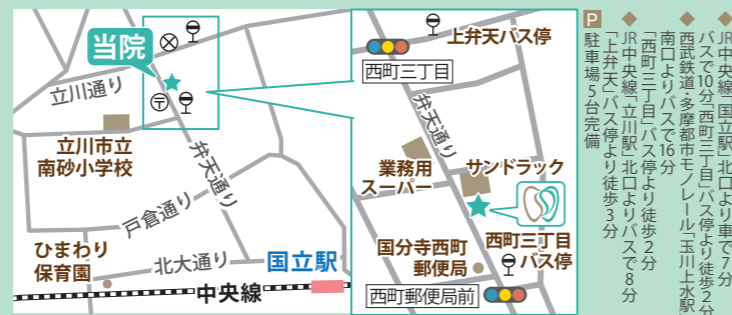 当院
立川通り
立川市立
南砂小学校
弁天通り
戸倉通り
ひまわり
保育園
北大通り
国立駅
中央線
上弁天バス停
西町三丁目
弁天通り
業務用
スーパー
サンドラック
国分寺西町
郵便局
西町三丁目
バス停
西町郵便局前
◆JR中央線「国立駅」北口より車で7分
バスで10分「西町三丁目」バス停より徒歩2分
◆西武鉄道・多摩都市モノレール「玉川上水駅」
南口よりバスで16分
「西町三丁目」バス停より徒歩2分
◆JR中央線「立川駅」北口よりバスで8分
「上弁天」バス停より徒歩3分
P 駐車場5台完備